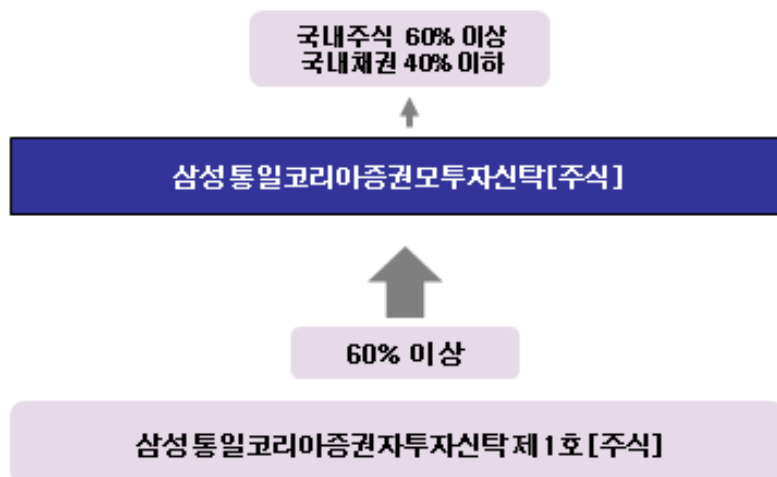 국내주식 60% 이상
국내채권 40% 이하
삼성통일코리아증권모투자신탁[주식]
60% 이상
삼성통일코리아증권자투자신탁 제1호[주식]